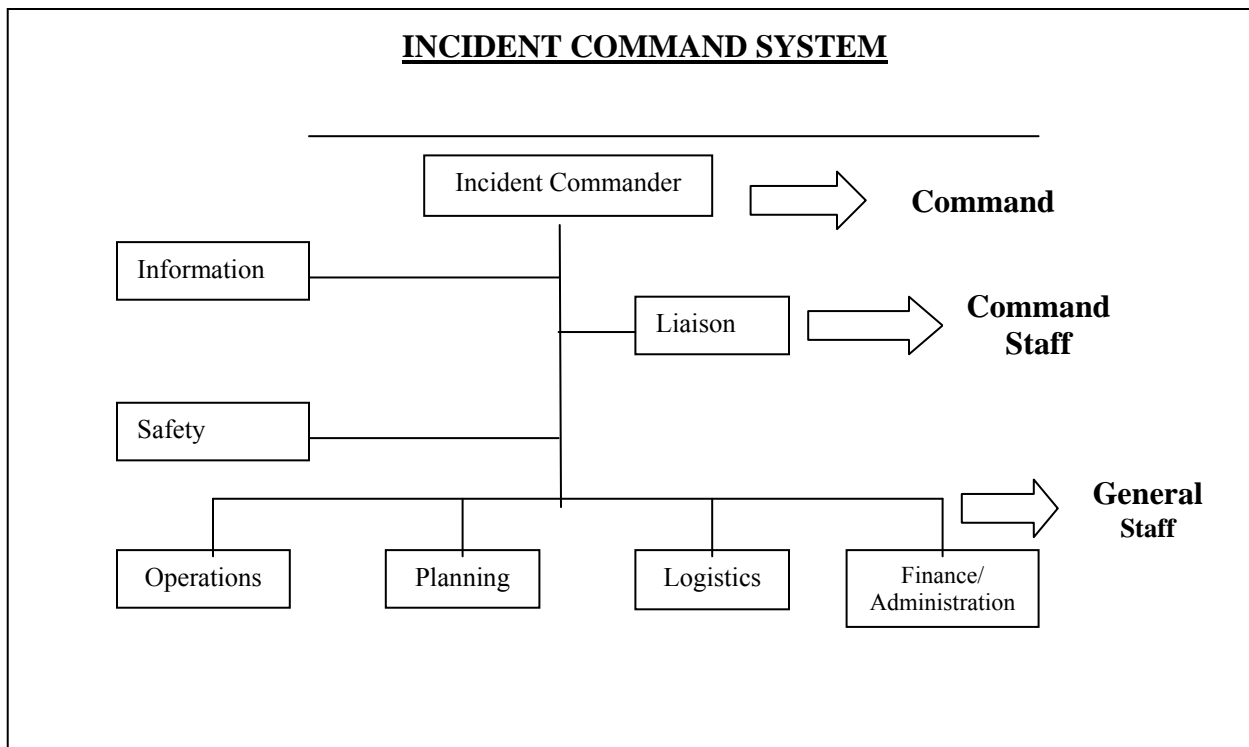 INCIDENT COMMAND SYSTEM
Incident Commander
Command
Information
Liaison
Command
Staff
Safety
General
Staff
Operations
Planning
Logistics
Finance/
Administration